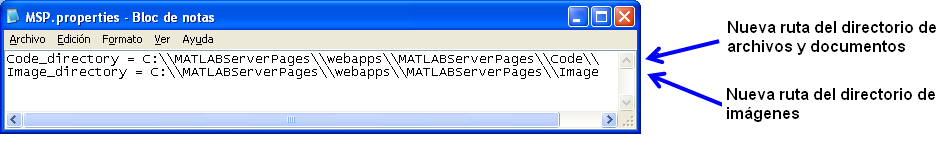 MSP.properties - Bloc de notas
Archivo Edición Formato Ver Ayuda
Code_directory = C:\\MATLABServerPages\\webapps\\MATLABServerPages\\Code\\
Image_directory = C:\\MATLABServerPages\\webapps\\MATLABServerPages\\Image
Nueva ruta del directorio de
archivos y documentos
Nueva ruta del directorio de
imágenes